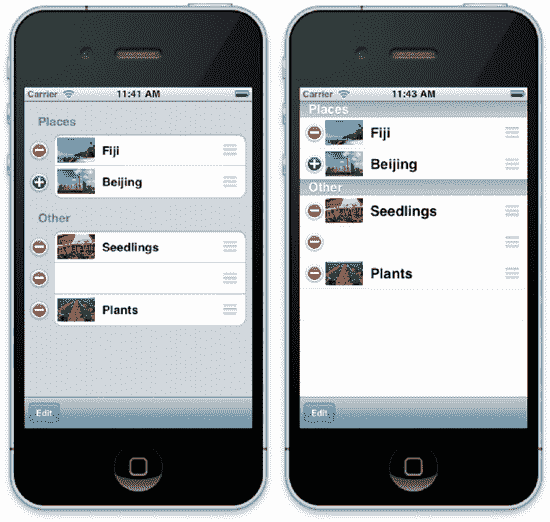 Carrier 11:41 AM
Places
Fiji
Beijing
Other
Seedlings
Plants
Edit
Carrier 11:43 AM
Places
Fiji
Beijing
Other
Seedlings
Plants
Edit